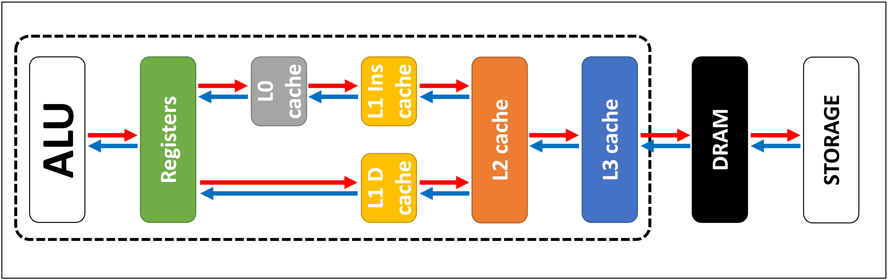 ALU
Registers
L0
cache
L1 Ins
cache
L1 D
cache
L2 cache
L3 cache
DRAM
STORAGE